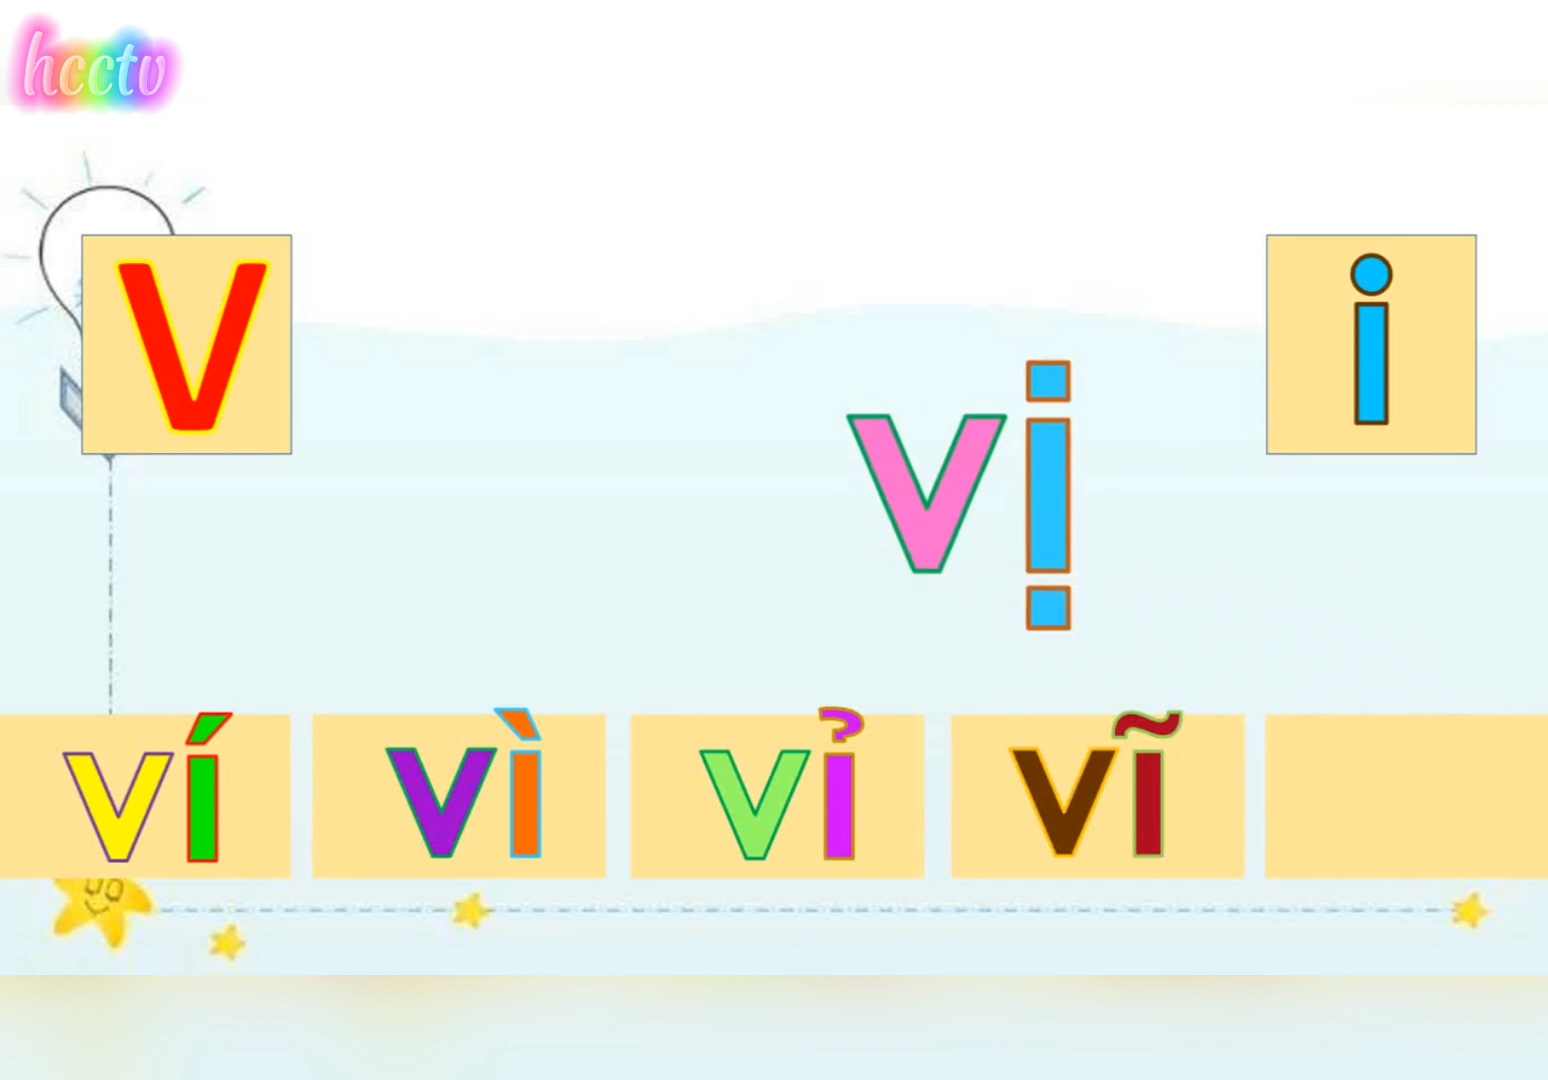 hcctv
V
i
vị
ví vì vỉ vĩ